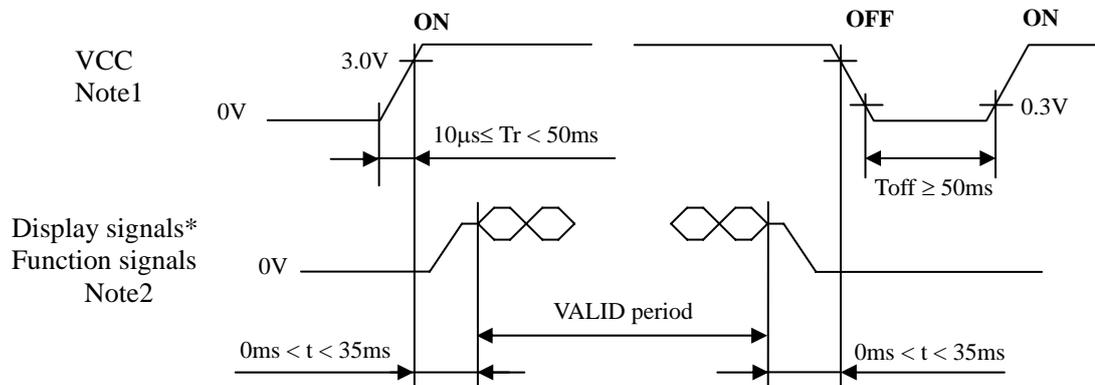 ON
OFF
ON
VCC
Note1
3.0V
0V
0.3V
10μs≤ Tr < 50ms
Toff ≥ 50ms
Display signals*
Function signals
Note2
0V
VALID period
0ms < t < 35ms
0ms < t < 35ms